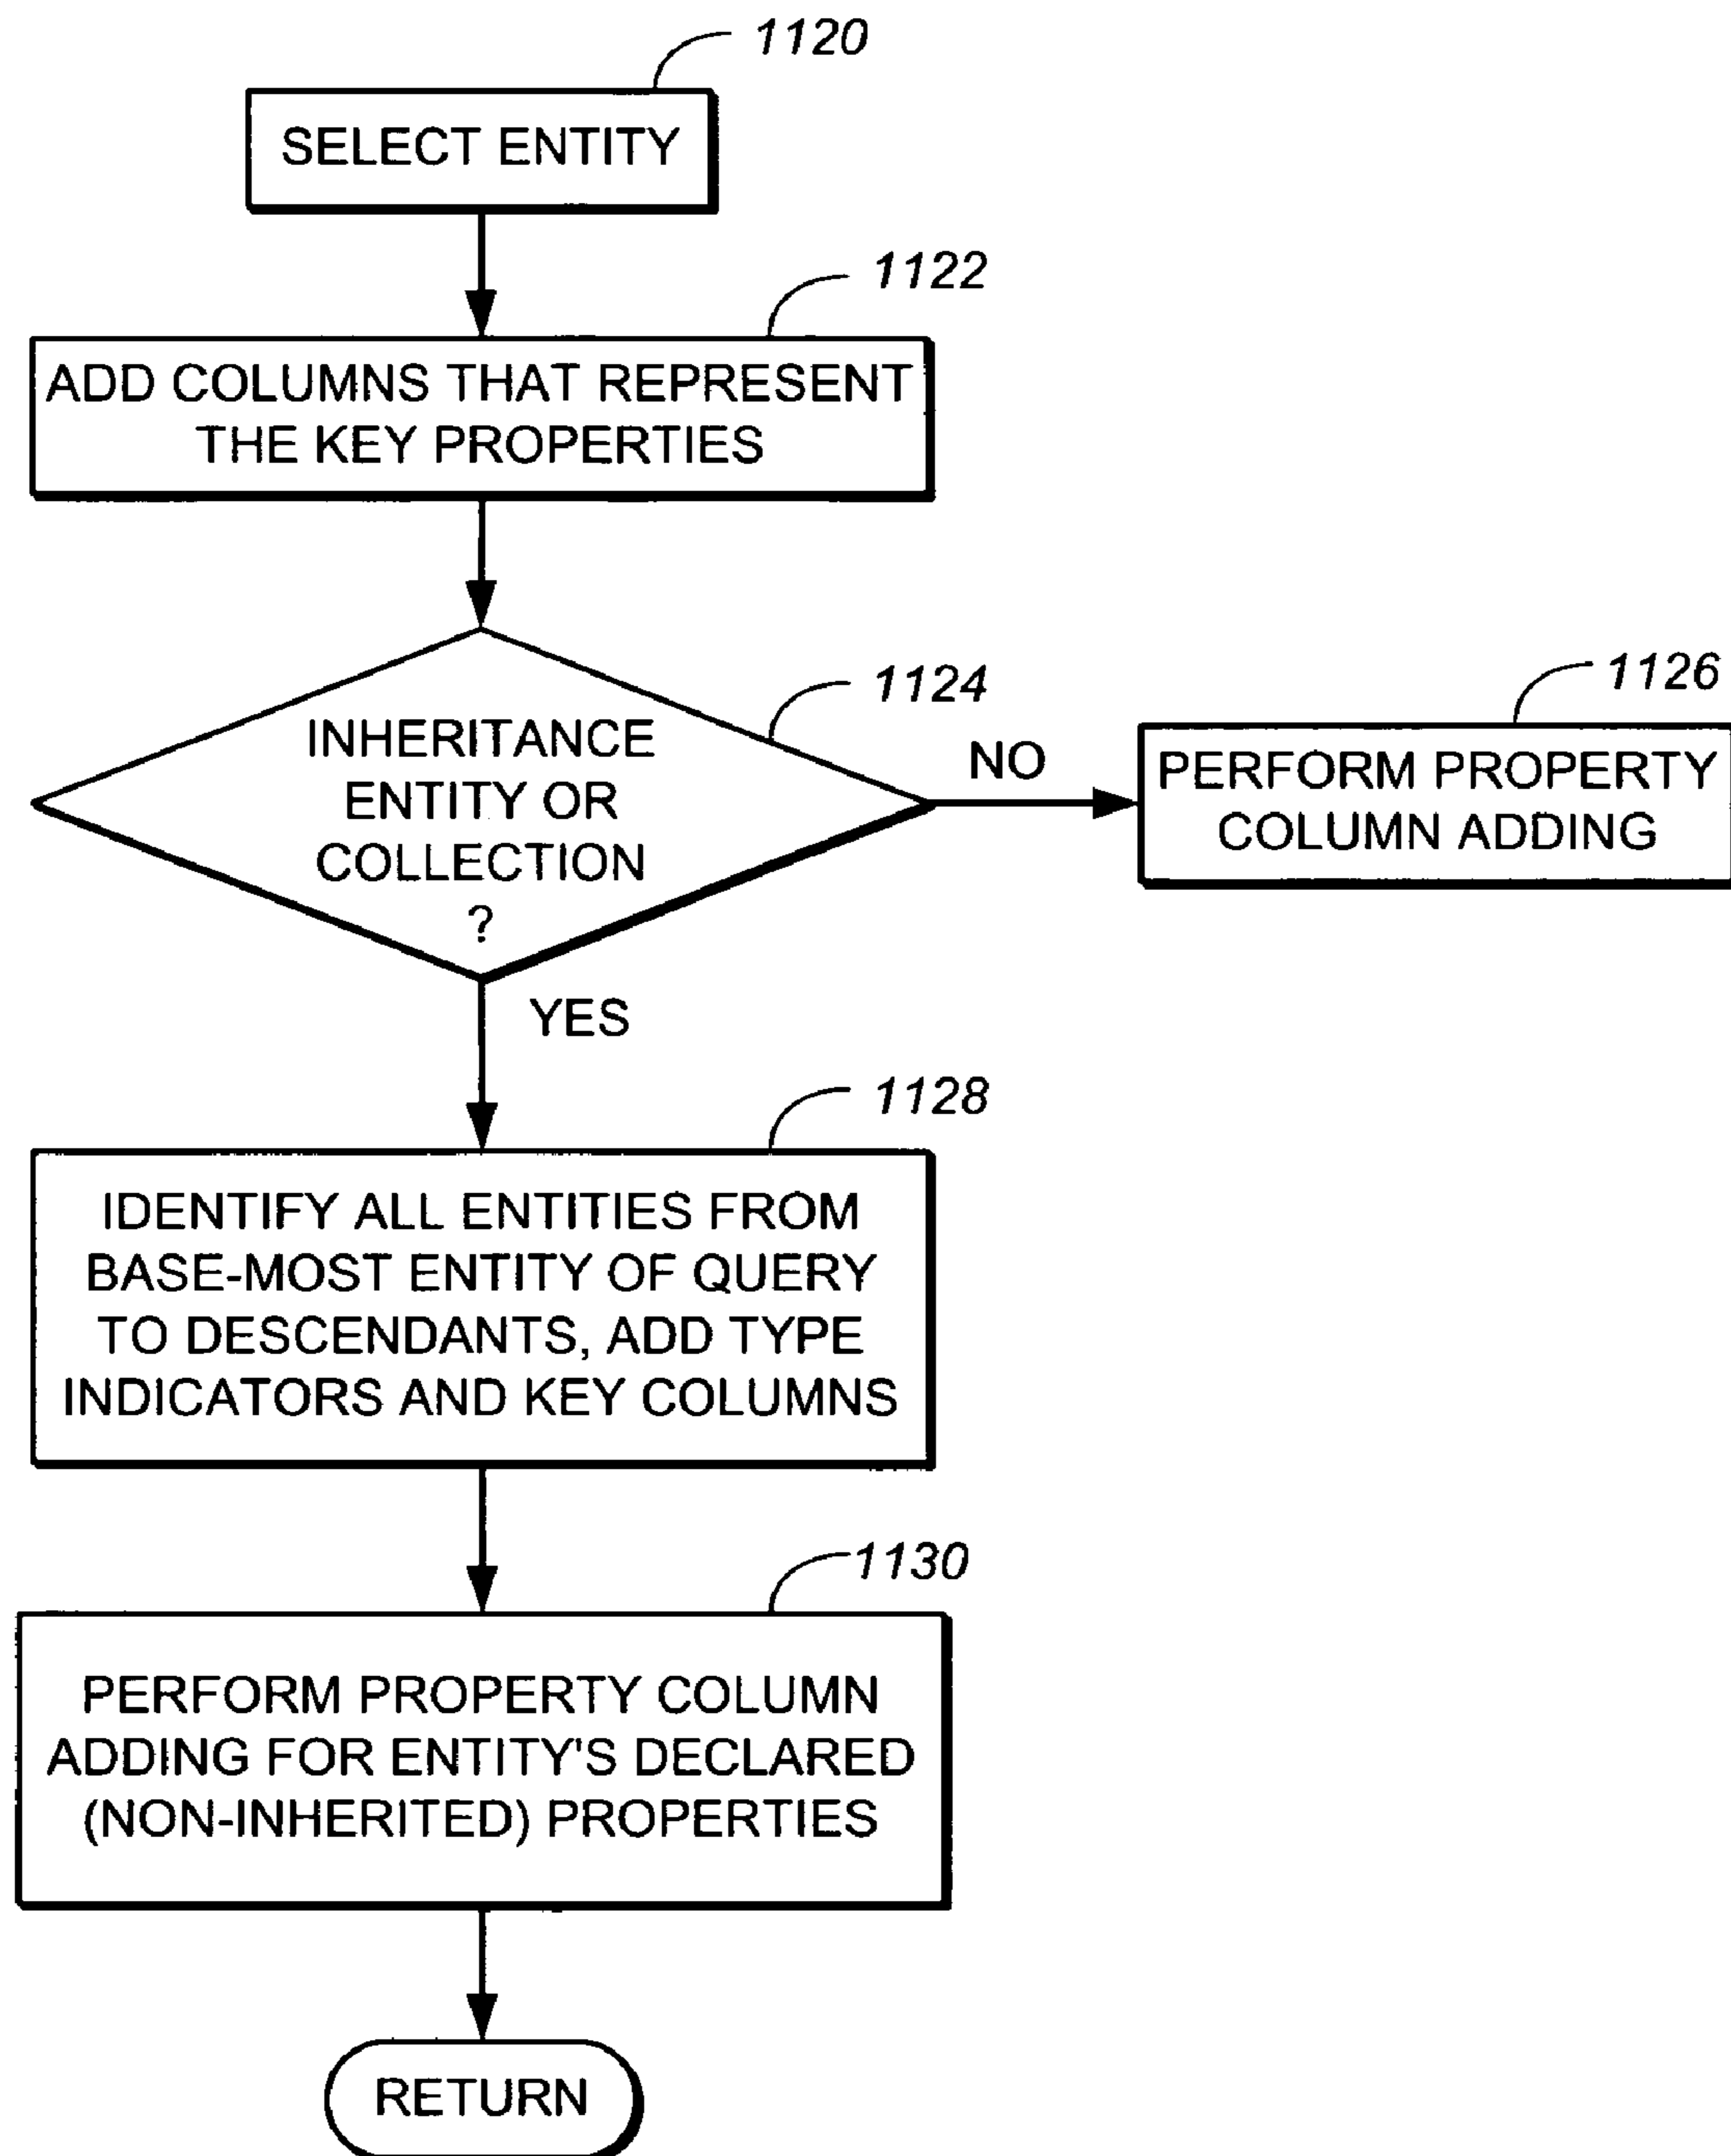 1120
SELECT ENTITY
1122
ADD COLUMNS THAT REPRESENT
THE KEY PROPERTIES
1124
INHERITANCE
ENTITY OR
COLLECTION
?
NO
1126
PERFORM PROPERTY
COLUMN ADDING
YES
1128
IDENTIFY ALL ENTITIES FROM
BASE-MOST ENTITY OF QUERY
TO DESCENDANTS, ADD TYPE
INDICATORS AND KEY COLUMNS
1130
PERFORM PROPERTY COLUMN
ADDING FOR ENTITY'S DECLARED
(NON-INHERITED) PROPERTIES
RETURN